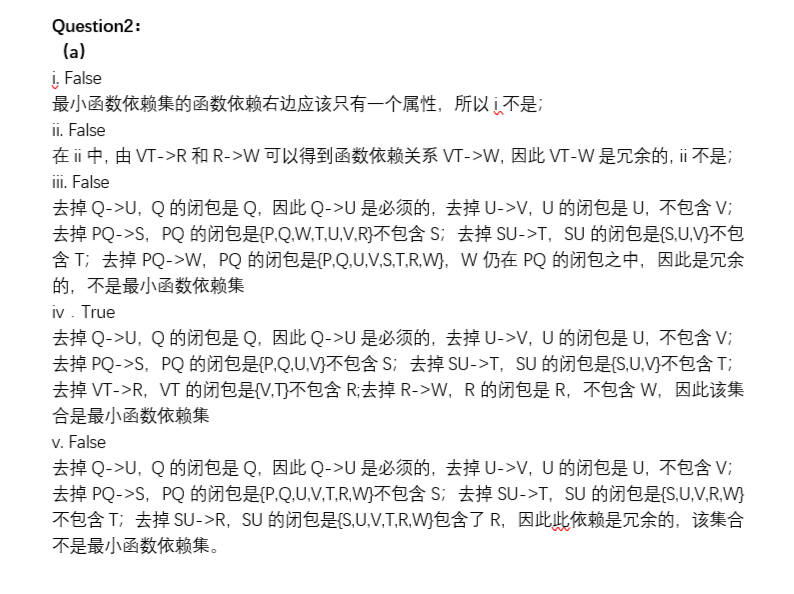 Question2:
（a）
i. False
最小函数依赖集的函数依赖右边应该只有一个属性，所以 i 不是；
ii. False
在 ii 中, 由 VT->R 和 R->W 可以得到函数依赖关系 VT->W, 因此 VT-W 是冗余的, ii 不是；
iii. False
去掉 Q->U，Q 的闭包是 Q，因此 Q->U 是必须的，去掉 U->V，U 的闭包是 U，不包含 V；
去掉 PQ->S，PQ 的闭包是{P,Q,W,T,U,V,R}不包含 S；去掉 SU->T，SU 的闭包是{S,U,V}不包
含 T；去掉 PQ->W，PQ 的闭包是{P,Q,U,V,S,T,R,W}，W 仍在 PQ 的闭包之中，因此是冗余
的，不是最小函数依赖集
iv . True
去掉 Q->U，Q 的闭包是 Q，因此 Q->U 是必须的，去掉 U->V，U 的闭包是 U，不包含 V；
去掉 PQ->S，PQ 的闭包是{P,Q,U,V}不包含 S；去掉 SU->T，SU 的闭包是{S,U,V}不包含 T；
去掉 VT->R，VT 的闭包是{V,T}不包含 R;去掉 R->W，R 的闭包是 R，不包含 W，因此该集
合是最小函数依赖集
v. False
去掉 Q->U，Q 的闭包是 Q，因此 Q->U 是必须的，去掉 U->V，U 的闭包是 U，不包含 V；
去掉 PQ->S，PQ 的闭包是{P,Q,U,V,T,R,W}不包含 S；去掉 SU->T，SU 的闭包是{S,U,V,R,W}
不包含 T；去掉 SU->R，SU 的闭包是{S,U,V,T,R,W}包含了 R，因此此依赖是冗余的，该集合
不是最小函数依赖集。